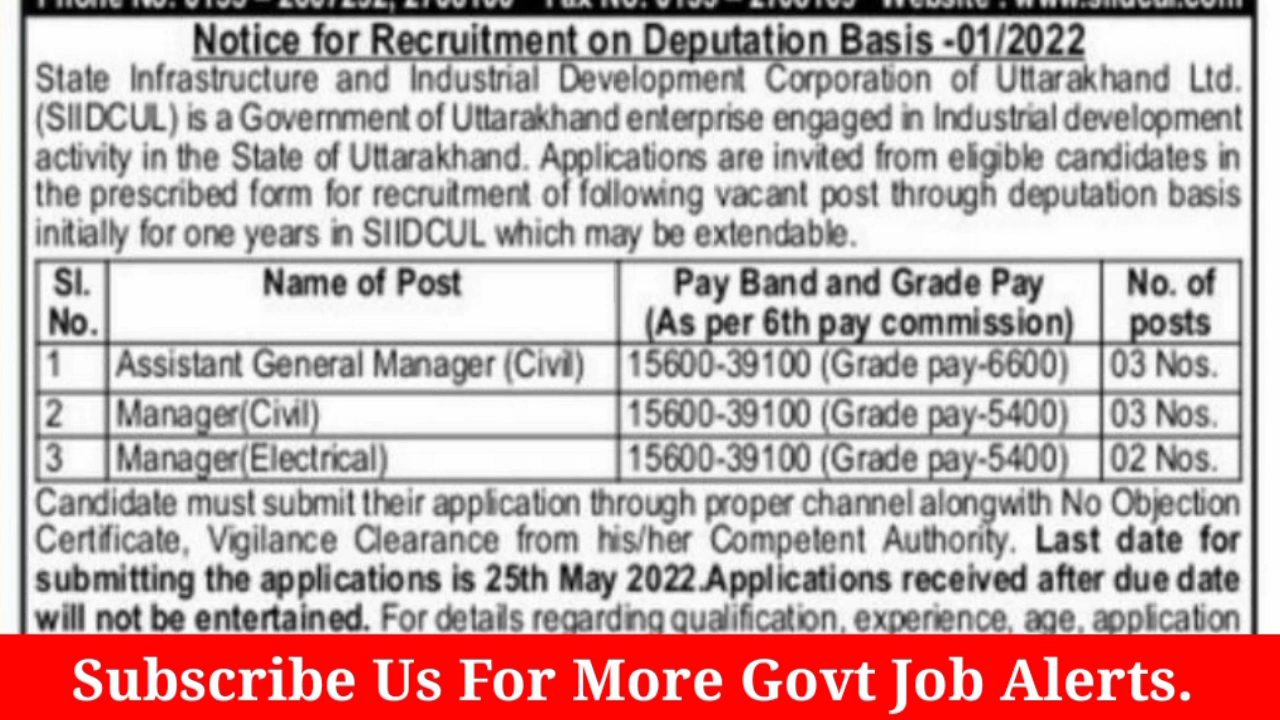 Notice for Recruitment on Deputation Basis -01/2022
State Infrastructure and Industrial Development Corporation of Uttarakhand Ltd.
(SIIDCUL) is a Government of Uttarakhand enterprise engaged in Industrial development
activity in the State of Uttarakhand. Applications are invited from eligible candidates in
the prescribed form for recruitment of following vacant post through deputation basis
initially for one years in SIIDCUL which may be extendable.
Sl. No. Name of Post Pay Band and Grade Pay (As per 6th pay commission) No. of posts
1 Assistant General Manager (Civil) 15600-39100 (Grade pay-6600) 03 Nos.
2 Manager(Civil) 15600-39100 (Grade pay-5400) 03 Nos.
3 Manager(Electrical) 15600-39100 (Grade pay-5400) 02 Nos.
Candidate must submit their application through proper channel alongwith No Objection
Certificate, Vigilance Clearance from his/her Competent Authority. Last date for
submitting the applications is 25th May 2022.Applications received after due date
will not be entertained. For details regarding qualification, experience, age, application
Subscribe Us For More Govt Job Alerts.